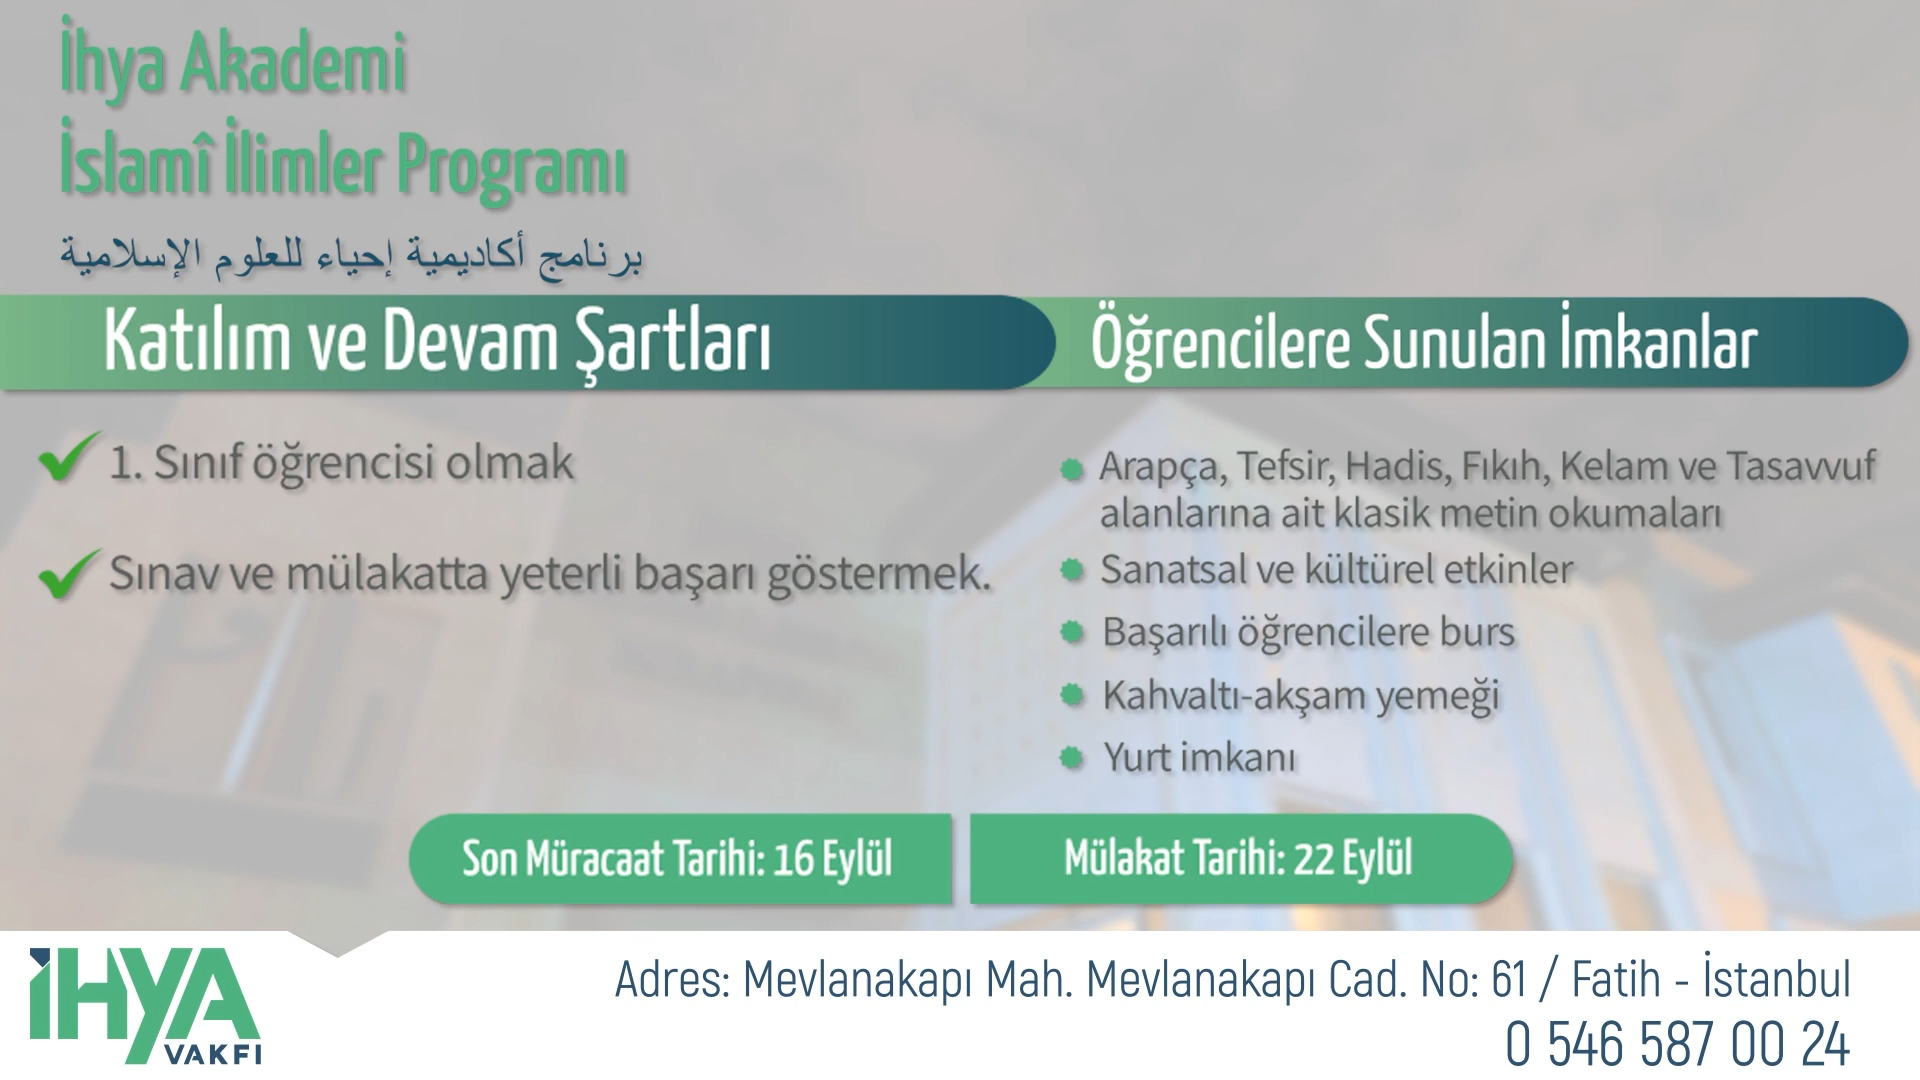 İhya Akademi
İslamî İlimler Programı
برنامج أكاديمية إحياء للعلوم الإسلامية
Katılım ve Devam Şartları
1. Sınıf öğrencisi olmak
Sınav ve mülakatta yeterli başarı göstermek.
Öğrencilere Sunulan İmkanlar
Arapça, Tefsir, Hadis, Fıkıh, Kelam ve Tasavvuf
alanlarına ait klasik metin okumaları
Sanatsal ve kültürel etkinler
Başarılı öğrencilere burs
Kahvaltı-akşam yemeği
Yurt imkanı
Son Müracaat Tarihi: 16 Eylül
Mülakat Tarihi: 22 Eylül
İHYA
VAKFI
Adres: Mevlanakapı Mah. Mevlanakapı Cad. No: 61 / Fatih - İstanbul
0 546 587 00 24